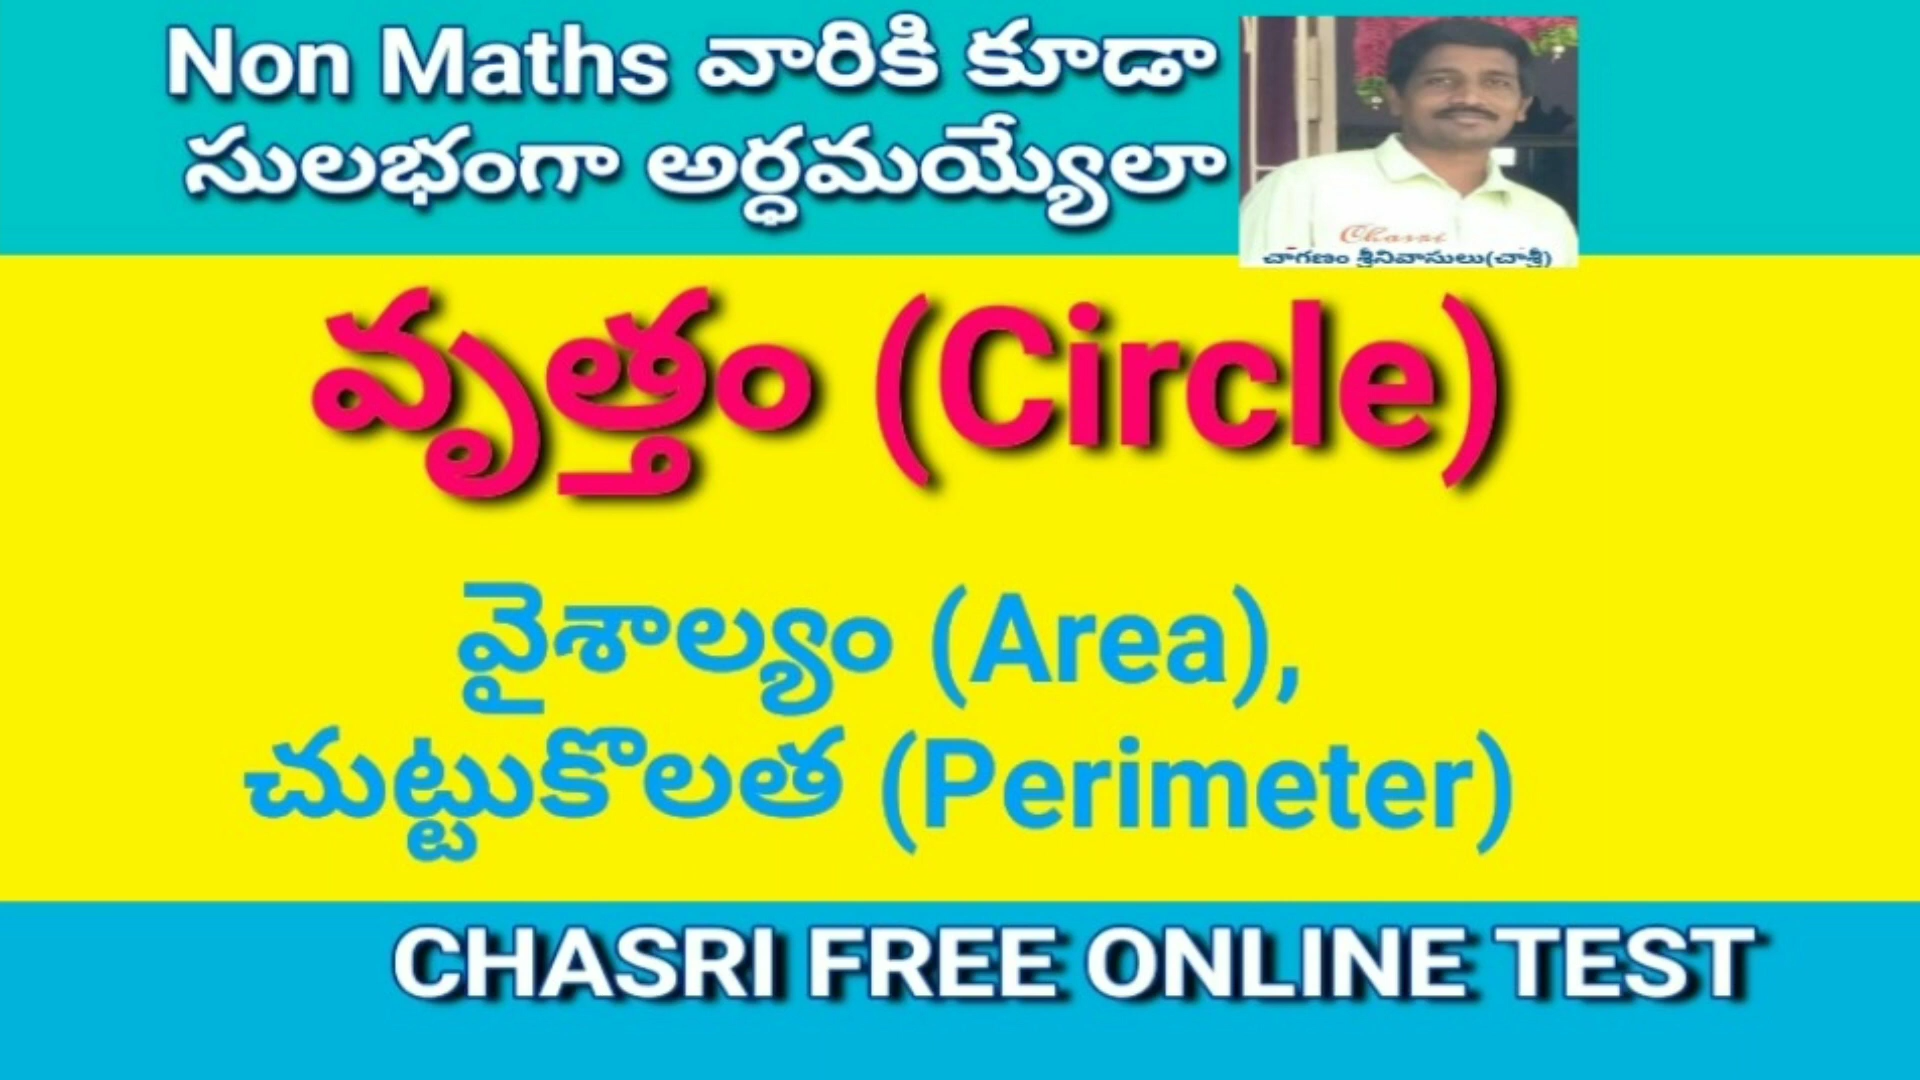 Non Maths వారికి కూడా
సులభంగా అర్ధమయ్యేలా
Chasri
చాగణం శ్రీనివాసులు(చాశ్రీ)
వృత్తం (Circle)
వైశాల్యం (Area),
చుట్టుకొలత (Perimeter)
CHASRI FREE ONLINE TEST